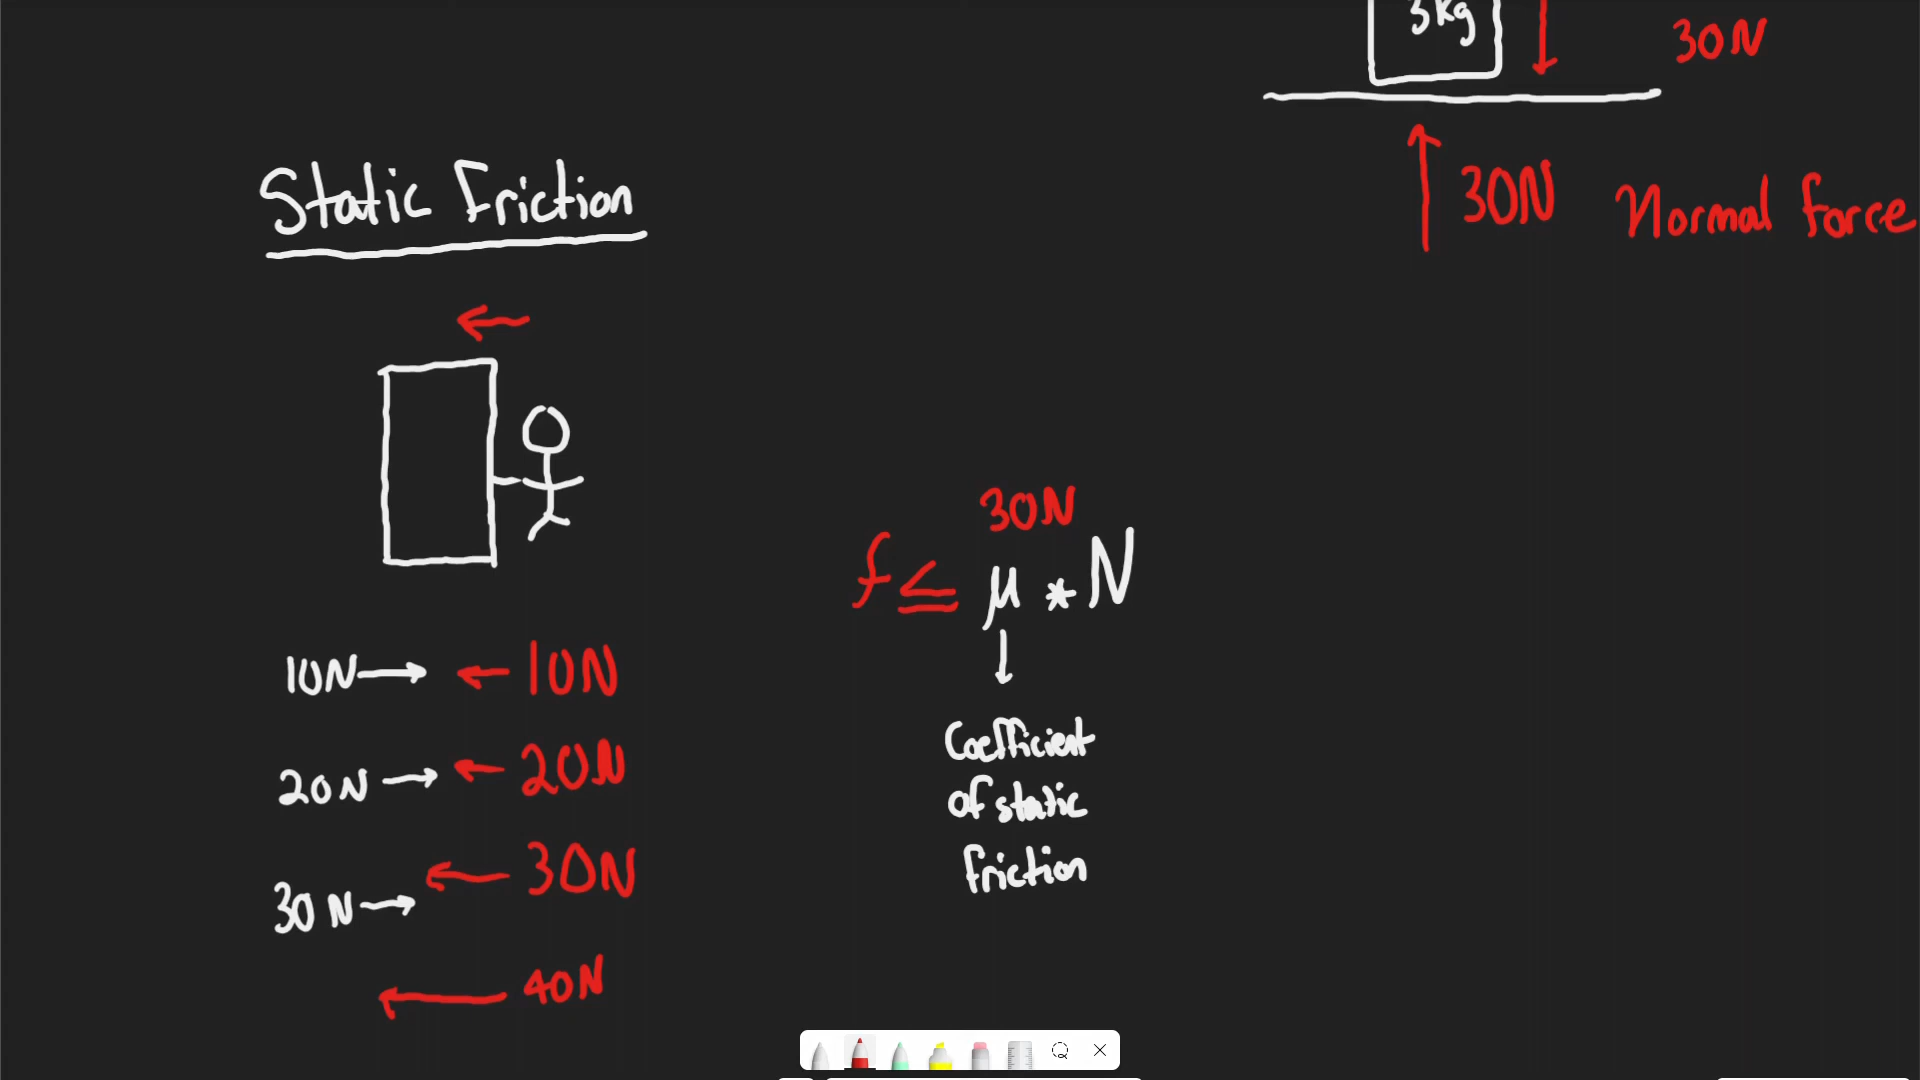 3kg
30N
30N Normal force
Static Friction
30N
f ≤ μ * N
Coefficient
of static
friction
10N → ← 10N
20N → ← 20N
30N → ← 30N
← 40N